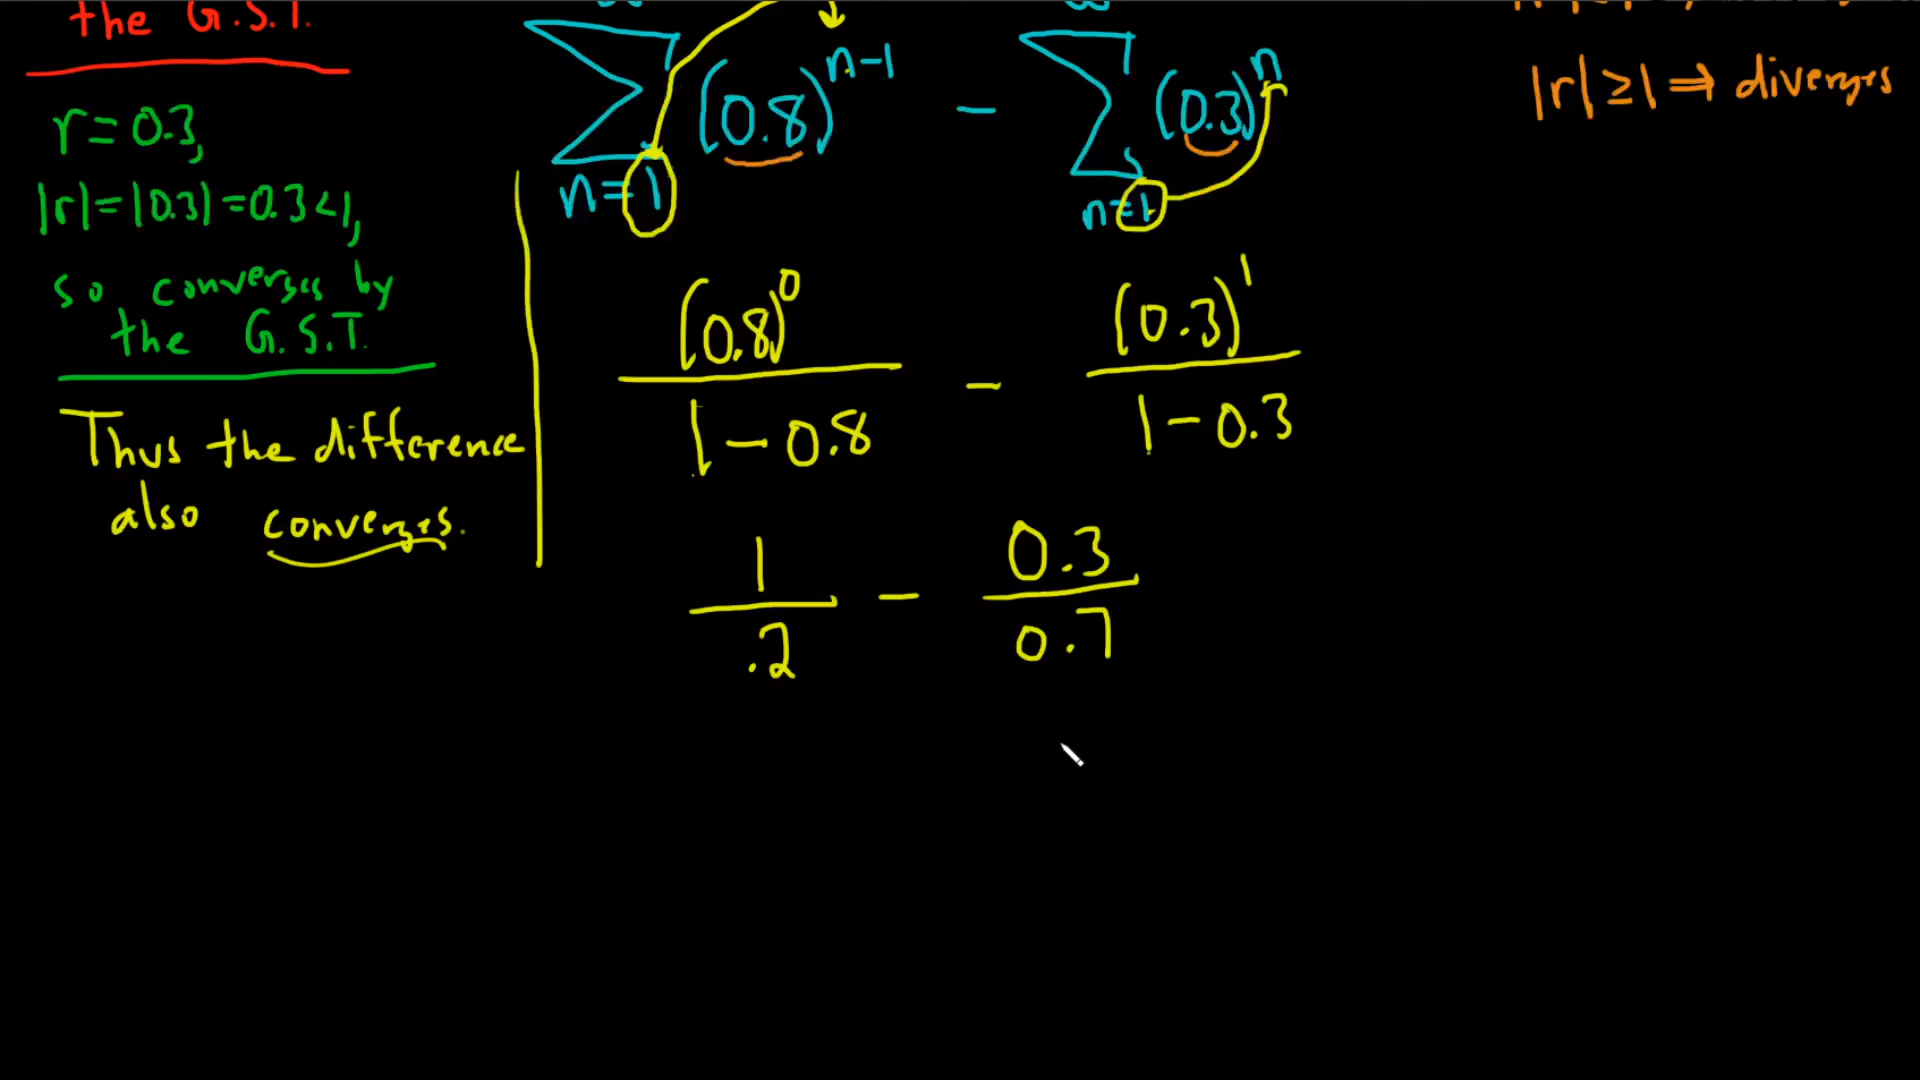 the G.S.T.
r = 0.3,
|r| = |0.3| = 0.3 < 1,
so converges by
the G.S.T.
Thus the difference
also converges.
∞ ∑ n=1 (0.8)^{n-1} - ∞ ∑ n=1 (0.3)^n
(0.8)^0 / (1 - 0.8) - (0.3)^1 / (1 - 0.3)
1 / .2 - 0.3 / 0.7
|r| ≥ 1 ⇒ diverges